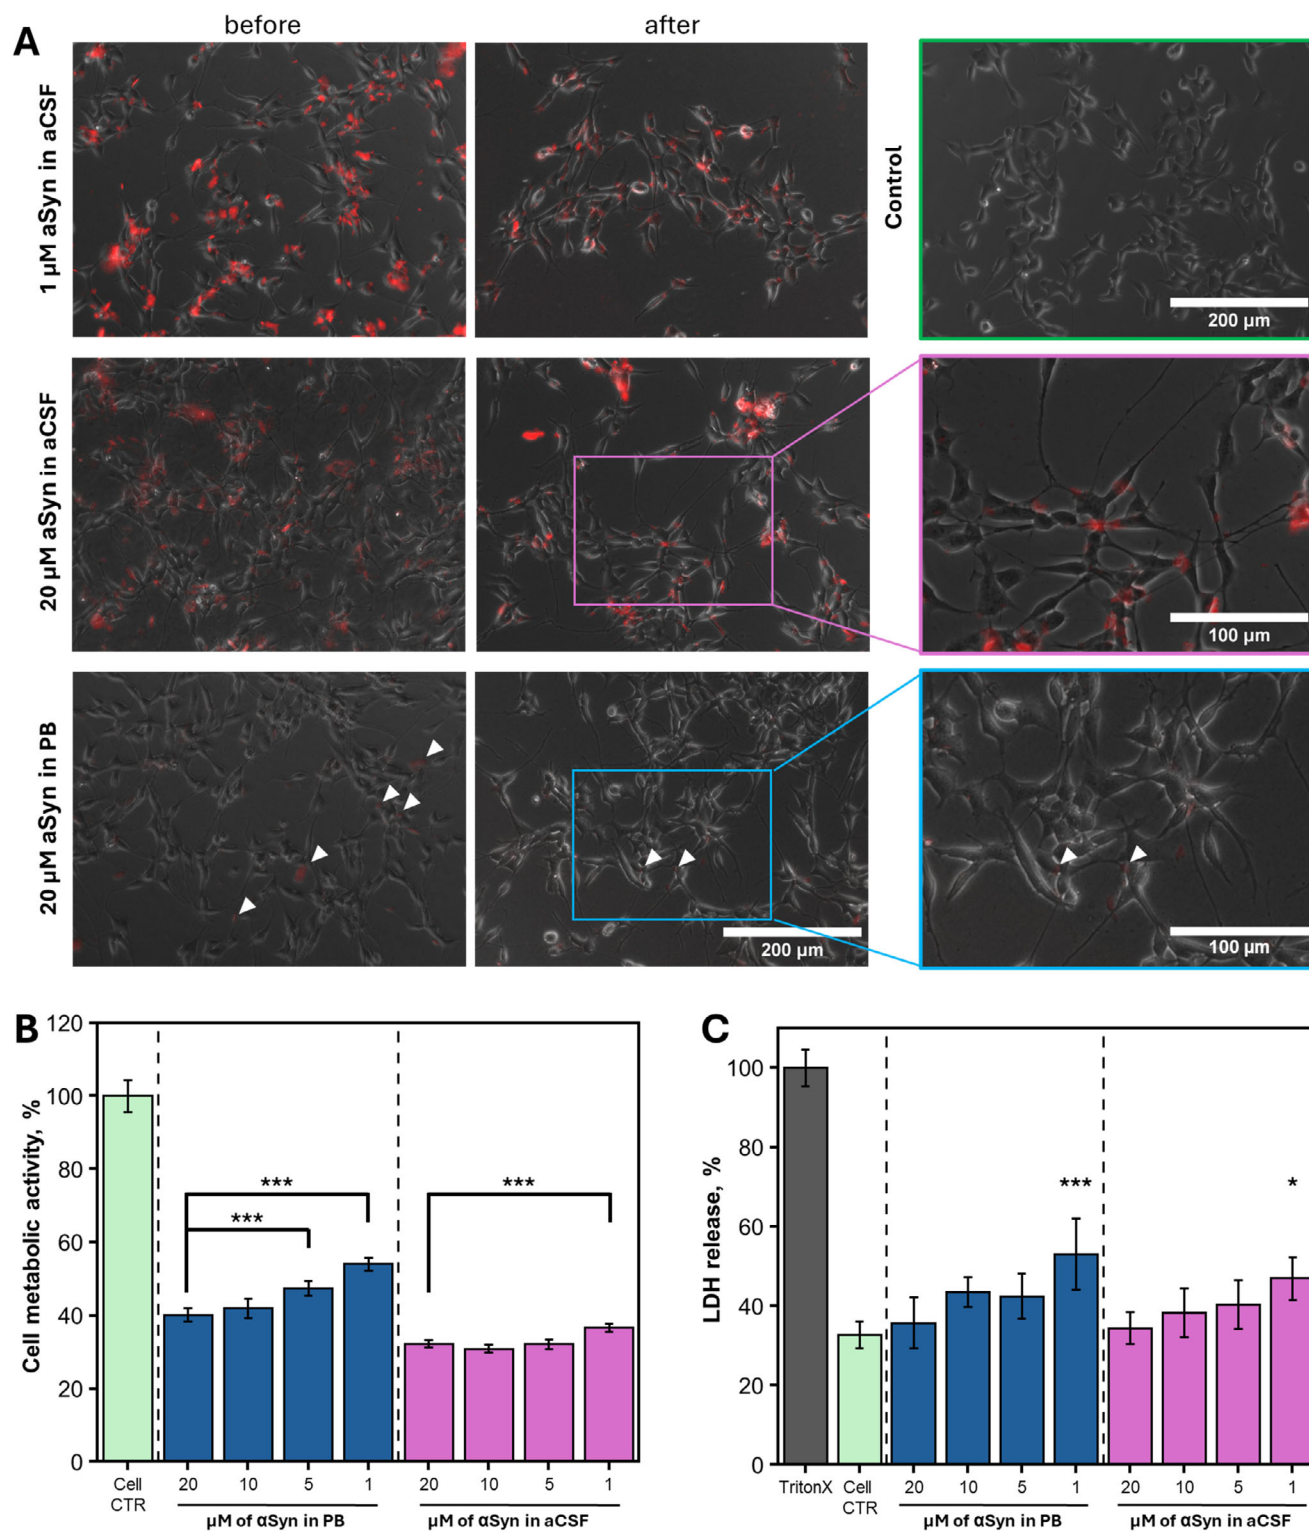 A
before
after
1 µM aSyn in aCSF
Control
200 µm
20 µM aSyn in aCSF
100 µm
20 µM aSyn in PB
200 µm
100 µm
B
Cell metabolic activity, %
120
100
80
60
40
20
0
***
***
***
Cell CTR
20 10 5 1
20 10 5 1
µM of αSyn in PB
µM of αSyn in aCSF
C
LDH release, %
100
80
60
40
20
0
***
*
TritonX
Cell CTR
20 10 5 1
20 10 5 1
µM of αSyn in PB
µM of αSyn in aCSF